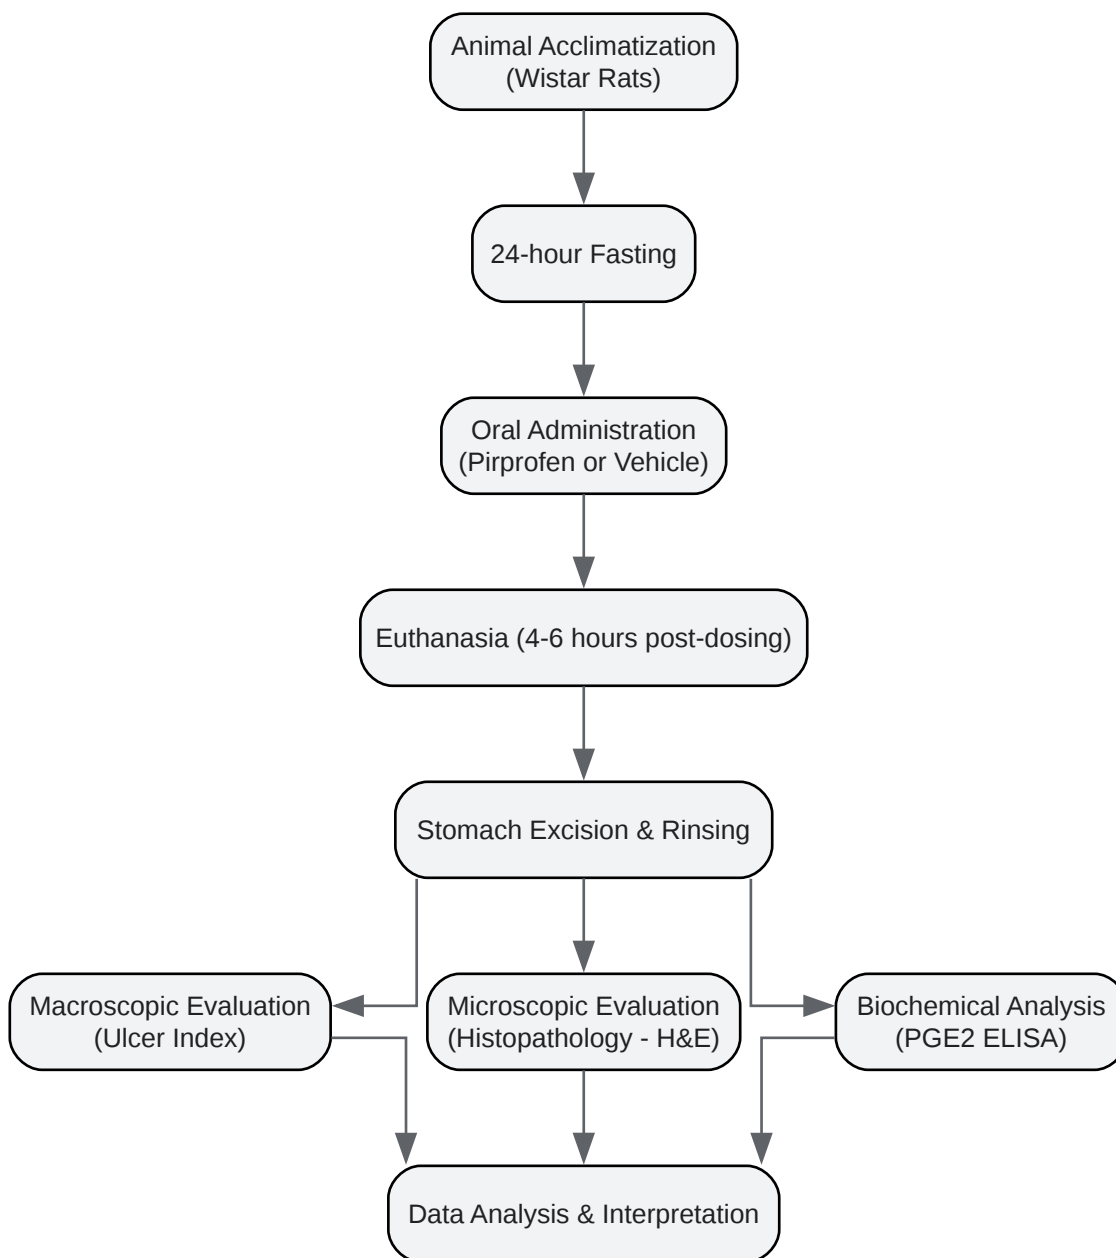 Animal Acclimatization
(Wistar Rats)
24-hour Fasting
Oral Administration
(Pirprofen or Vehicle)
Euthanasia (4-6 hours post-dosing)
Stomach Excision & Rinsing
Macroscopic Evaluation
(Ulcer Index)
Microscopic Evaluation
(Histopathology - H&E)
Biochemical Analysis
(PGE2 ELISA)
Data Analysis & Interpretation